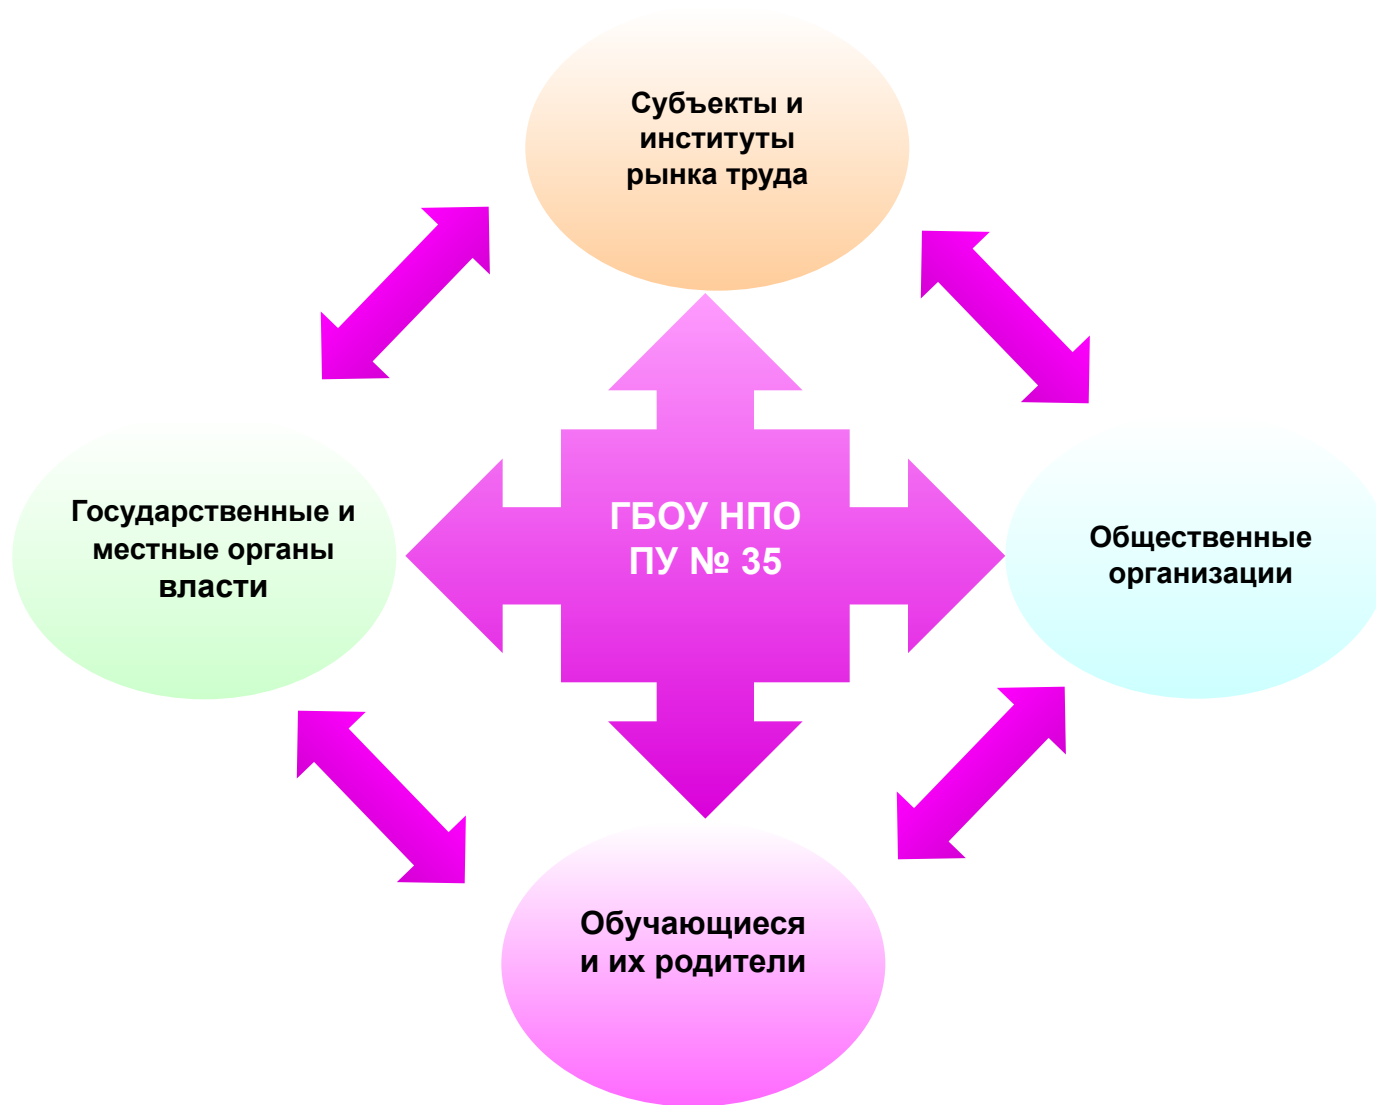 Субъекты и
институты
рынка труда
Государственные и
местные органы
власти
ГБОУ НПО
ПУ № 35
Общественные
организации
Обучающиеся
и их родители